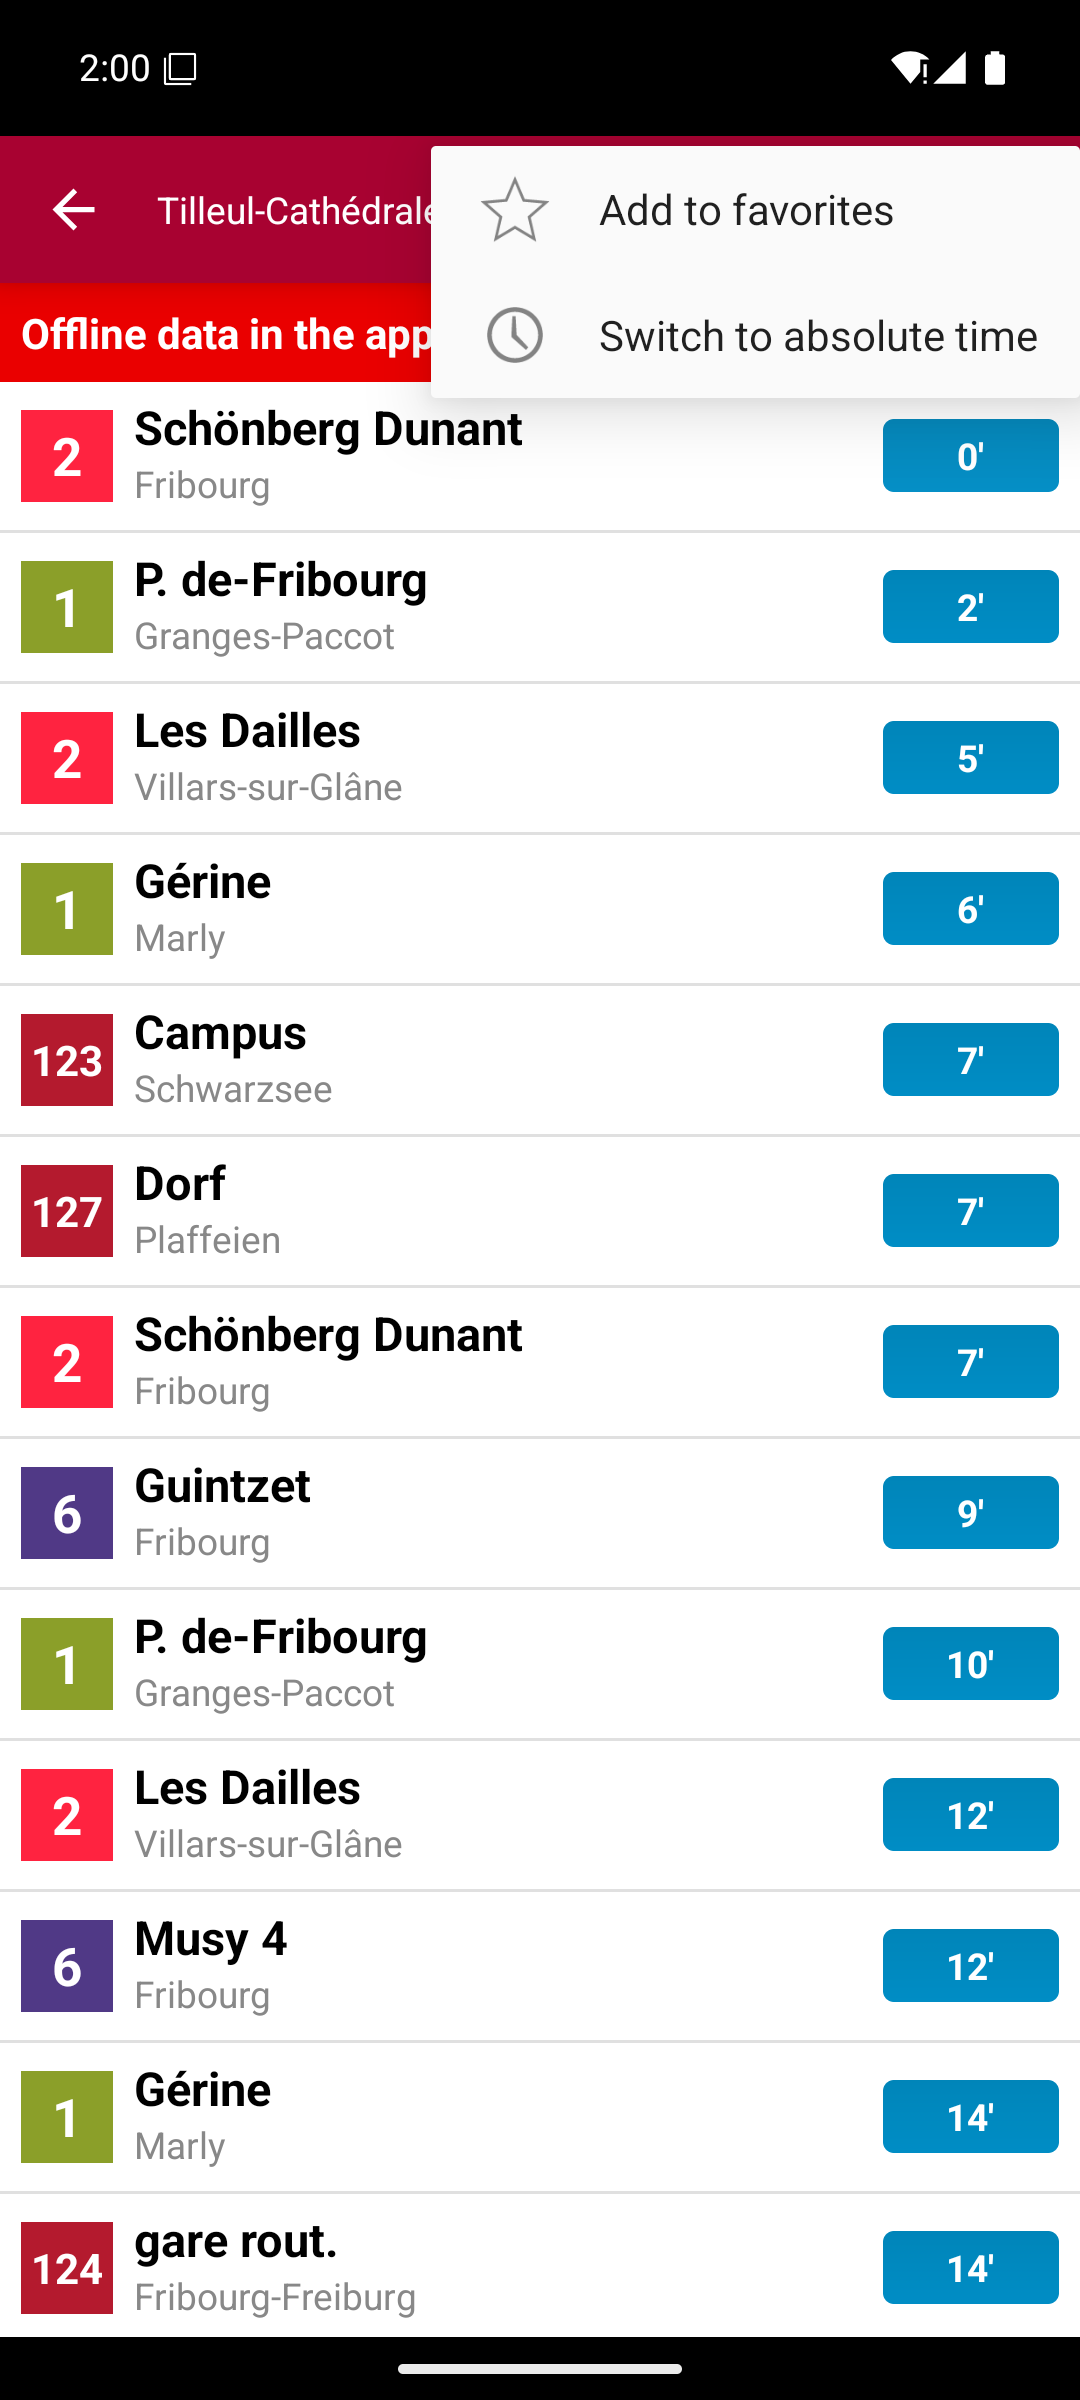 2:00
Tilleul-Cathédrale
Add to favorites
Switch to absolute time
Offline data in the app
2
Schönberg Dunant
Fribourg
0'
1
P. de-Fribourg
Granges-Paccot
2'
2
Les Dailles
Villars-sur-Glâne
5'
1
Gérine
Marly
6'
123
Campus
Schwarzsee
7'
127
Dorf
Plaffeien
7'
2
Schönberg Dunant
Fribourg
7'
6
Guintzet
Fribourg
9'
1
P. de-Fribourg
Granges-Paccot
10'
2
Les Dailles
Villars-sur-Glâne
12'
6
Musy 4
Fribourg
12'
1
Gérine
Marly
14'
124
gare rout.
Fribourg-Freiburg
14'